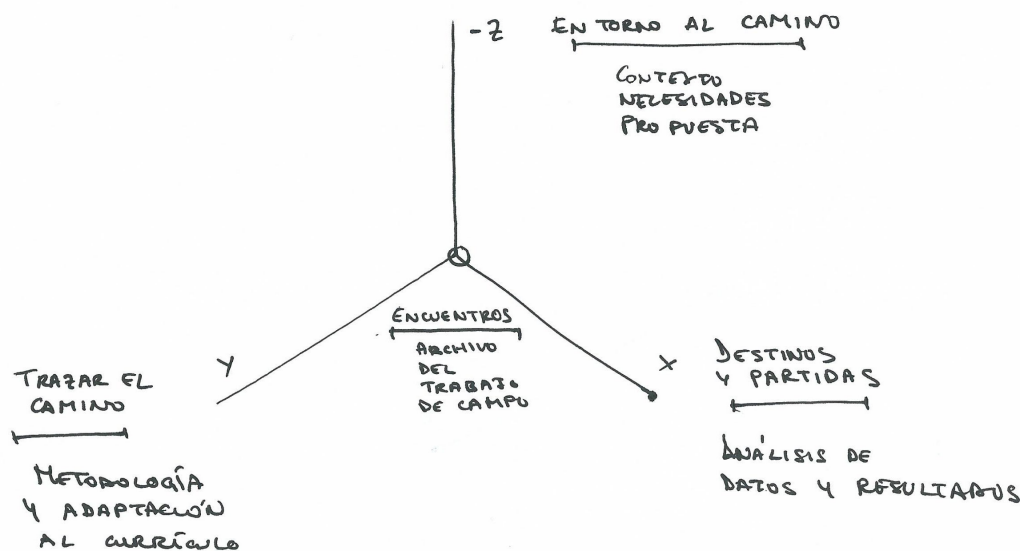 -Z EN TORNO AL CAMINO
CONTEXTO
NECESIDADES
PROPUESTA
ENCUENTROS
ARCHIVO
DEL
TRABAJO
DE CAMPO
Y
TRAZAR EL
CAMINO
METODOLOGÍA
Y ADAPTACIÓN
AL CURRÍCULO
X
DESTINOS
Y PARTIDAS
ANÁLISIS DE
DATOS Y RESULTADOS